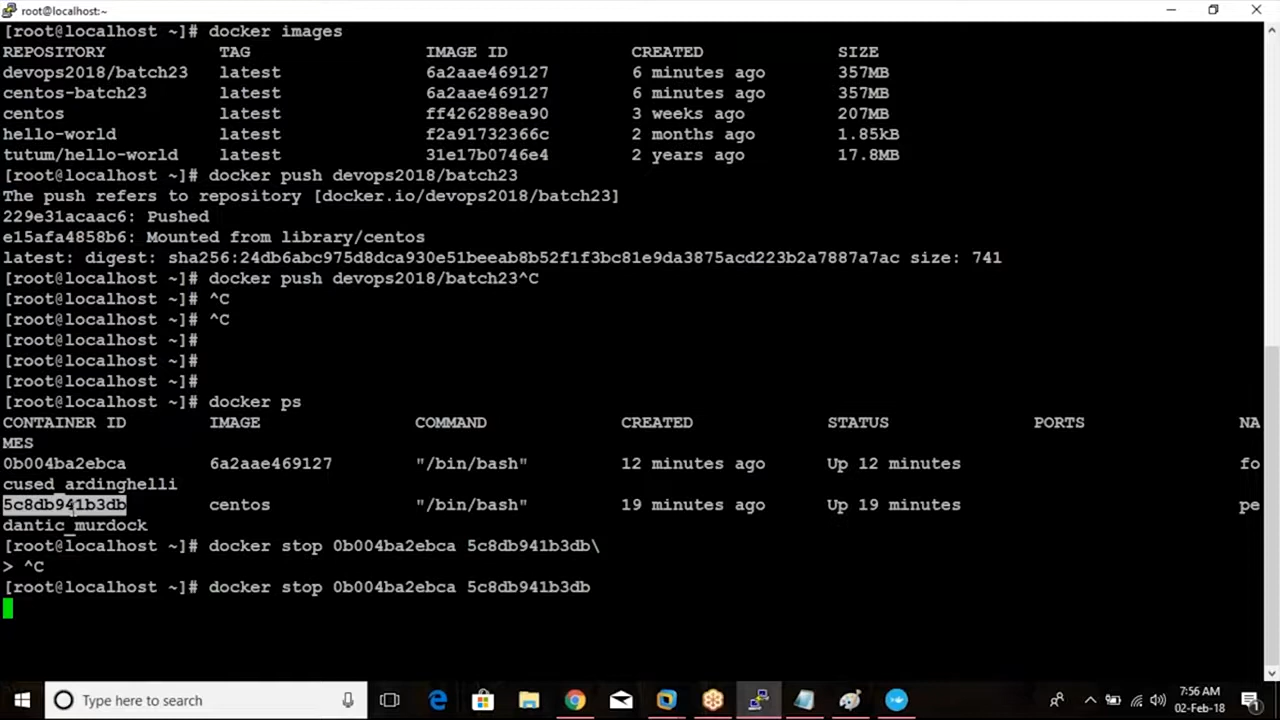 root@localhost:~
[root@localhost ~]# docker images
REPOSITORY TAG IMAGE ID CREATED SIZE
devops2018/batch23 latest 6a2aae469127 6 minutes ago 357MB
centos-batch23 latest 6a2aae469127 6 minutes ago 357MB
centos latest ff426288ea90 3 weeks ago 207MB
hello-world latest f2a91732366c 2 months ago 1.85kB
tutum/hello-world latest 31e17b0746e4 2 years ago 17.8MB
[root@localhost ~]# docker push devops2018/batch23
The push refers to repository [docker.io/devops2018/batch23]
229e31acaac6: Pushed
e15afa4858b6: Mounted from library/centos
latest: digest: sha256:24db6abc975d8dca930e51beeab8b52f1f3bc81e9da3875acd223b2a7887a7ac size: 741
[root@localhost ~]# docker push devops2018/batch23^C
[root@localhost ~]# ^C
[root@localhost ~]# ^C
[root@localhost ~]#
[root@localhost ~]#
[root@localhost ~]#
[root@localhost ~]# docker ps
CONTAINER ID IMAGE COMMAND CREATED STATUS PORTS NA
MES
0b004ba2ebca 6a2aae469127 "/bin/bash" 12 minutes ago Up 12 minutes fo
cused_ardinghelli
5c8db941b3db centos "/bin/bash" 19 minutes ago Up 19 minutes pe
dantic_murdock
[root@localhost ~]# docker stop 0b004ba2ebca 5c8db941b3db\
> ^C
[root@localhost ~]# docker stop 0b004ba2ebca 5c8db941b3db
Type here to search
7:56 AM
02-Feb-18
1